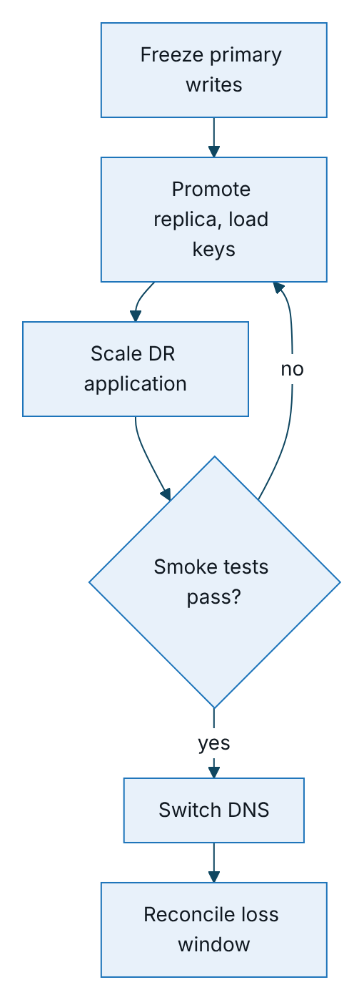 Freeze primary
writes
Promote
replica, load
keys
Scale DR
application
no
Smoke tests
pass?
yes
Switch DNS
Reconcile loss
window